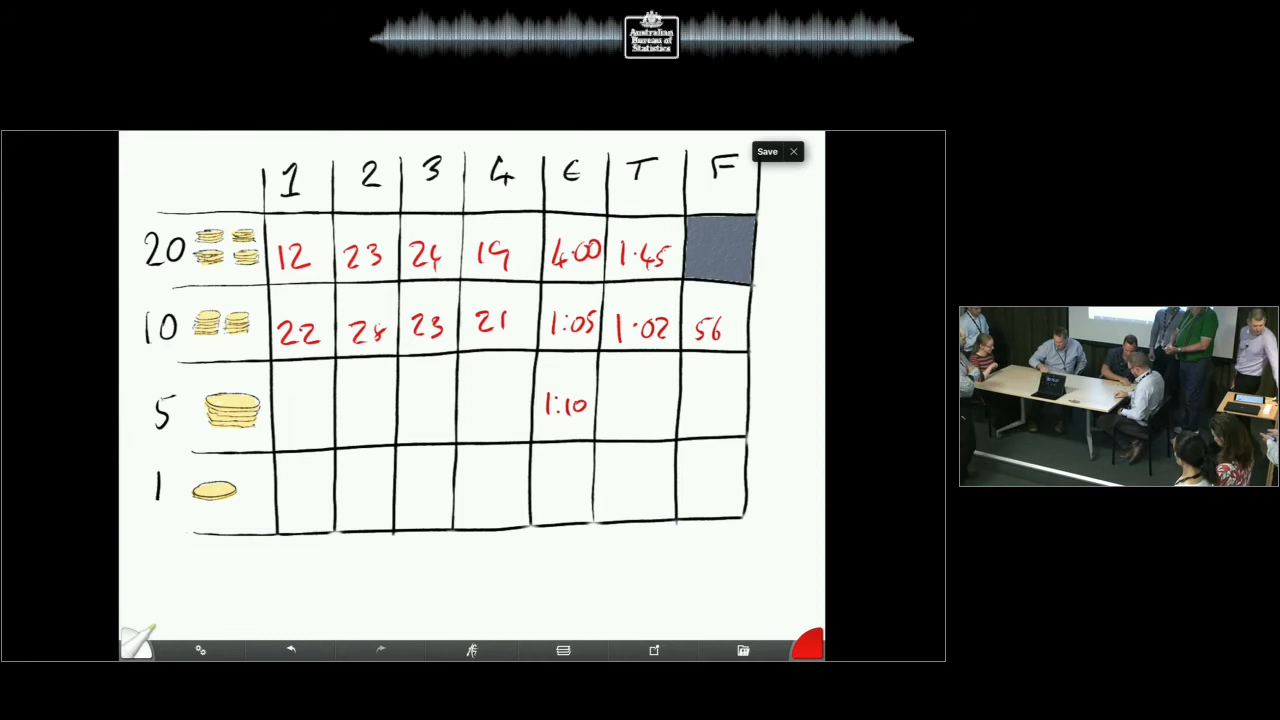 Australian
Bureau of
Statistics
Save
1 2 3 4 E T F
20 12 23 24 19 4.00 1.45
10 22 28 23 21 1:05 1.02 56
5 1:10
1